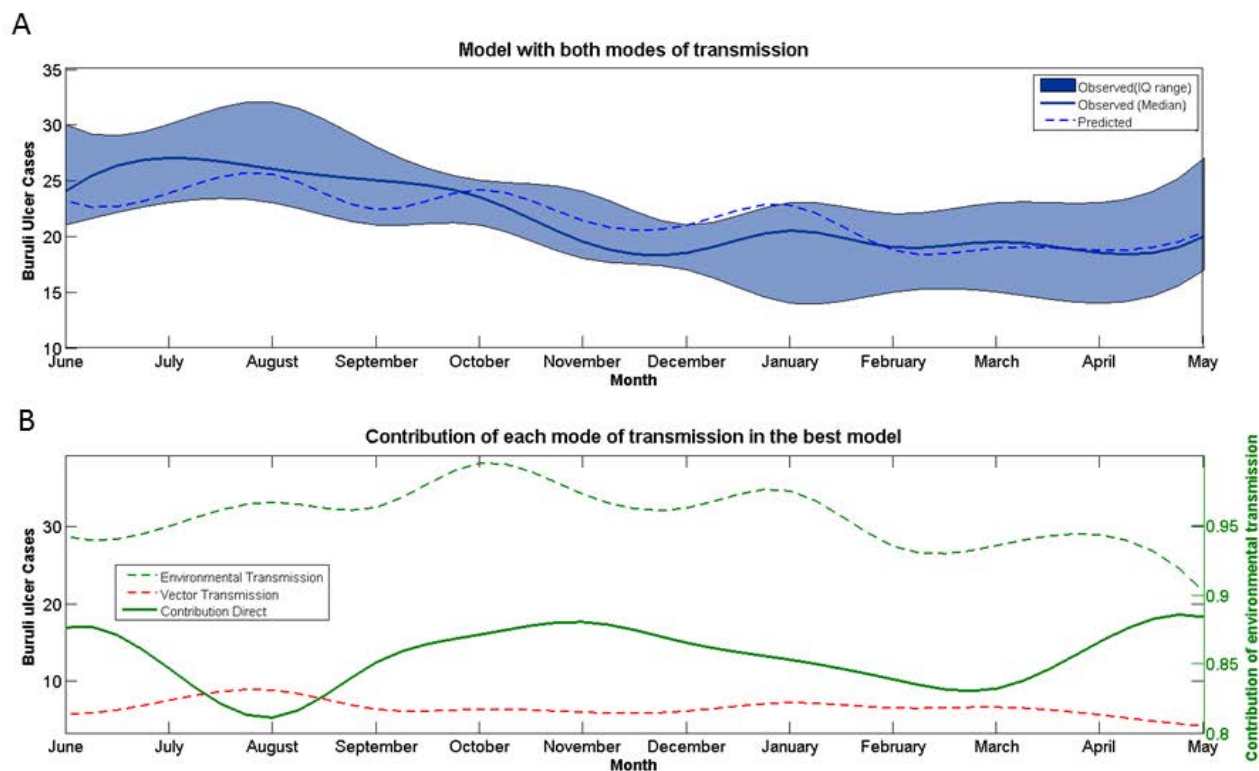 A
Model with both modes of transmission
35
30
25
20
15
10
Buruli Ulcer Cases
Observed(IQ range)
Observed (Median)
Predicted
June July August September October November December January February March April May
Month
B
Contribution of each mode of transmission in the best model
30
20
10
Buruli ulcer Cases
Environmental Transmission
Vector Transmission
Contribution Direct
0.95
0.9
0.85
0.8
Contribution of environmental transmission
June July August September October November December January February March April May
Month